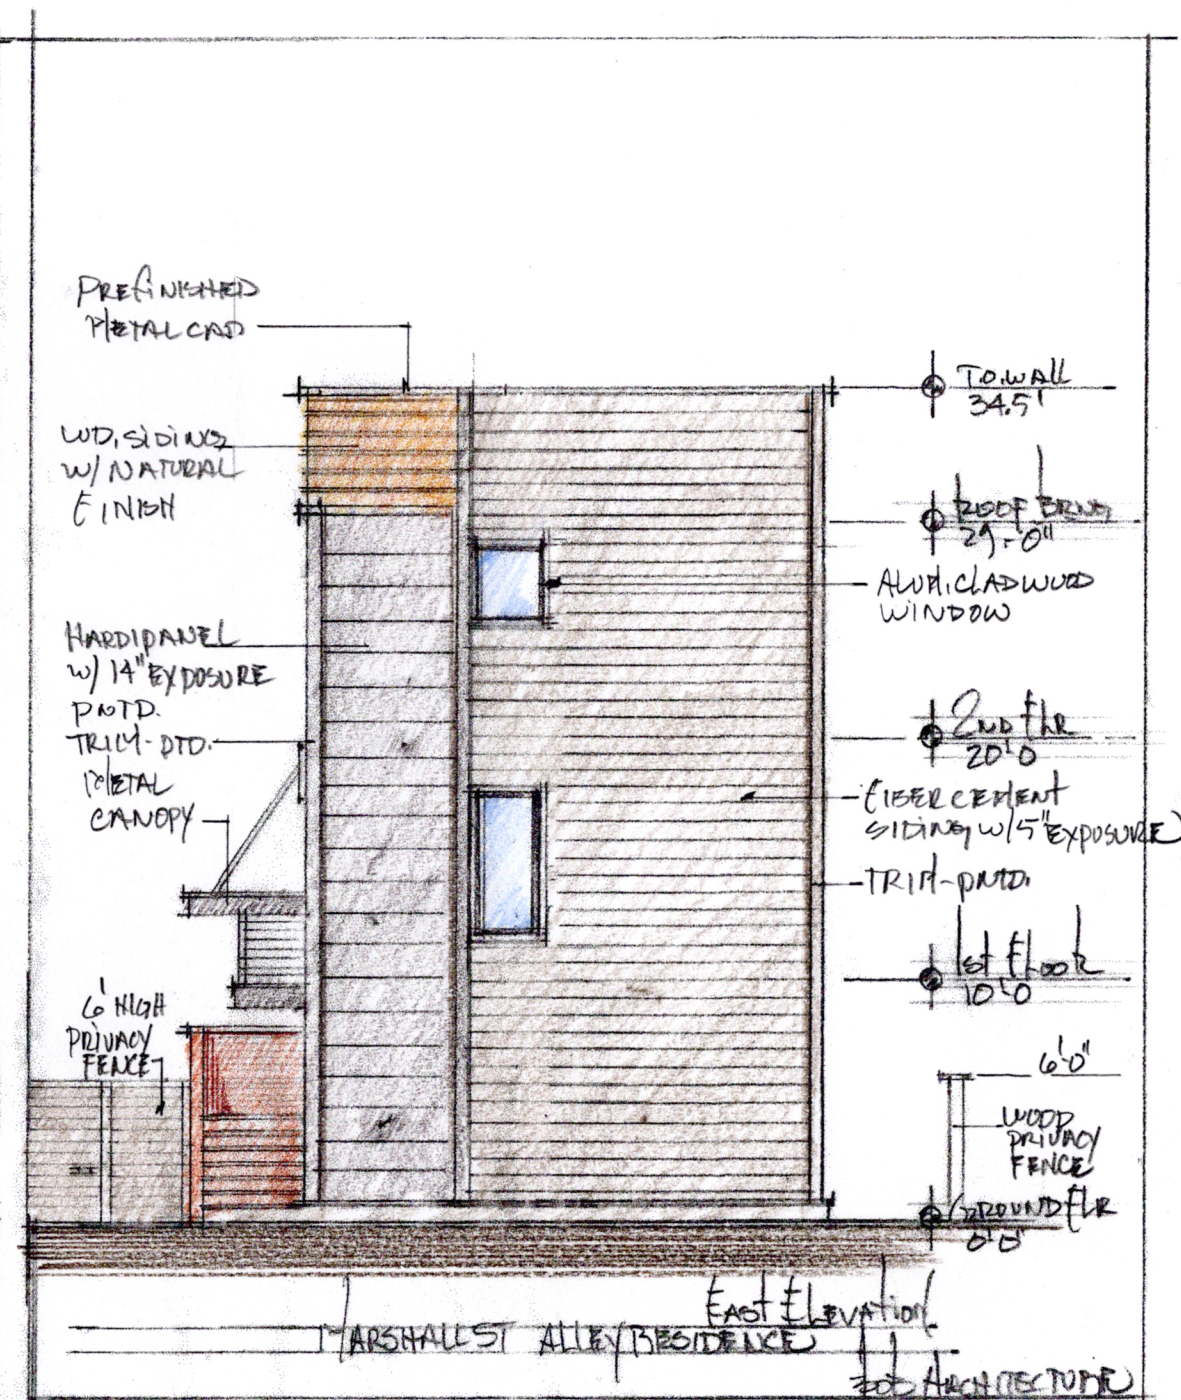 PREFINISHED
METAL CAP
WD. SIDING
W/ NATURAL
FINISH
HARDIPANEL
W/ 14" EXPOSURE
PNTD.
TRIM-PTD.
METAL
CANOPY
6' HIGH
PRIVACY
FENCE
T.O. WALL
34.5'
ROOF BRNG
29'-0"
ALUM. CLAD WOOD
WINDOW
2ND FLR
20'0
FIBER CEMENT
SIDING W/ 5" EXPOSURE
TRIM-PNTD.
1st FLOOR
10'0
6'0"
WOOD
PRIVACY
FENCE
GROUND FLR
0'0"
EAST ELEVATION
MARSHALL ST ALLEY RESIDENCE
ARCHITECTURE